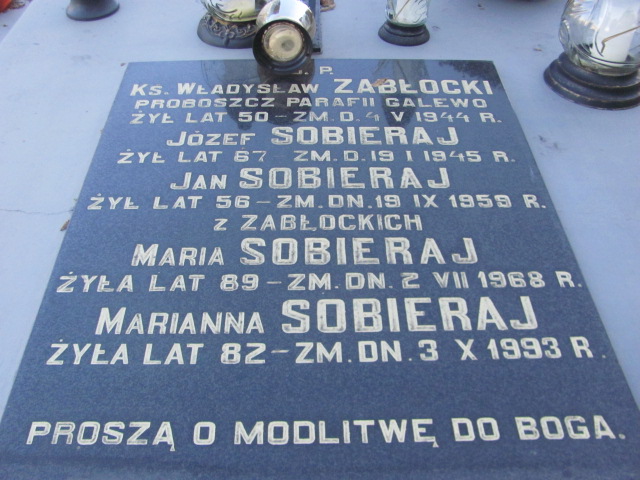 P.
KS. WŁADYSŁAW ZABŁOCKI
PROBOSZCZ PARAFII GALEWO
ŻYŁ LAT 50 - ZM. D. 4 V 1944 R.
JÓZEF SOBIERAJ
ŻYŁ LAT 67 - ZM. D. 19 I 1945 R.
JAN SOBIERAJ
ŻYŁ LAT 56 - ZM. DN. 19 IX 1959 R.
Z ZABŁOCKICH
MARIA SOBIERAJ
ŻYŁA LAT 89 - ZM. DN. 2 VII 1968 R.
MARIANNA SOBIERAJ
ŻYŁA LAT 82 - ZM. DN. 3 X 1993 R.
PROSZĄ O MODLITWĘ DO BOGA.